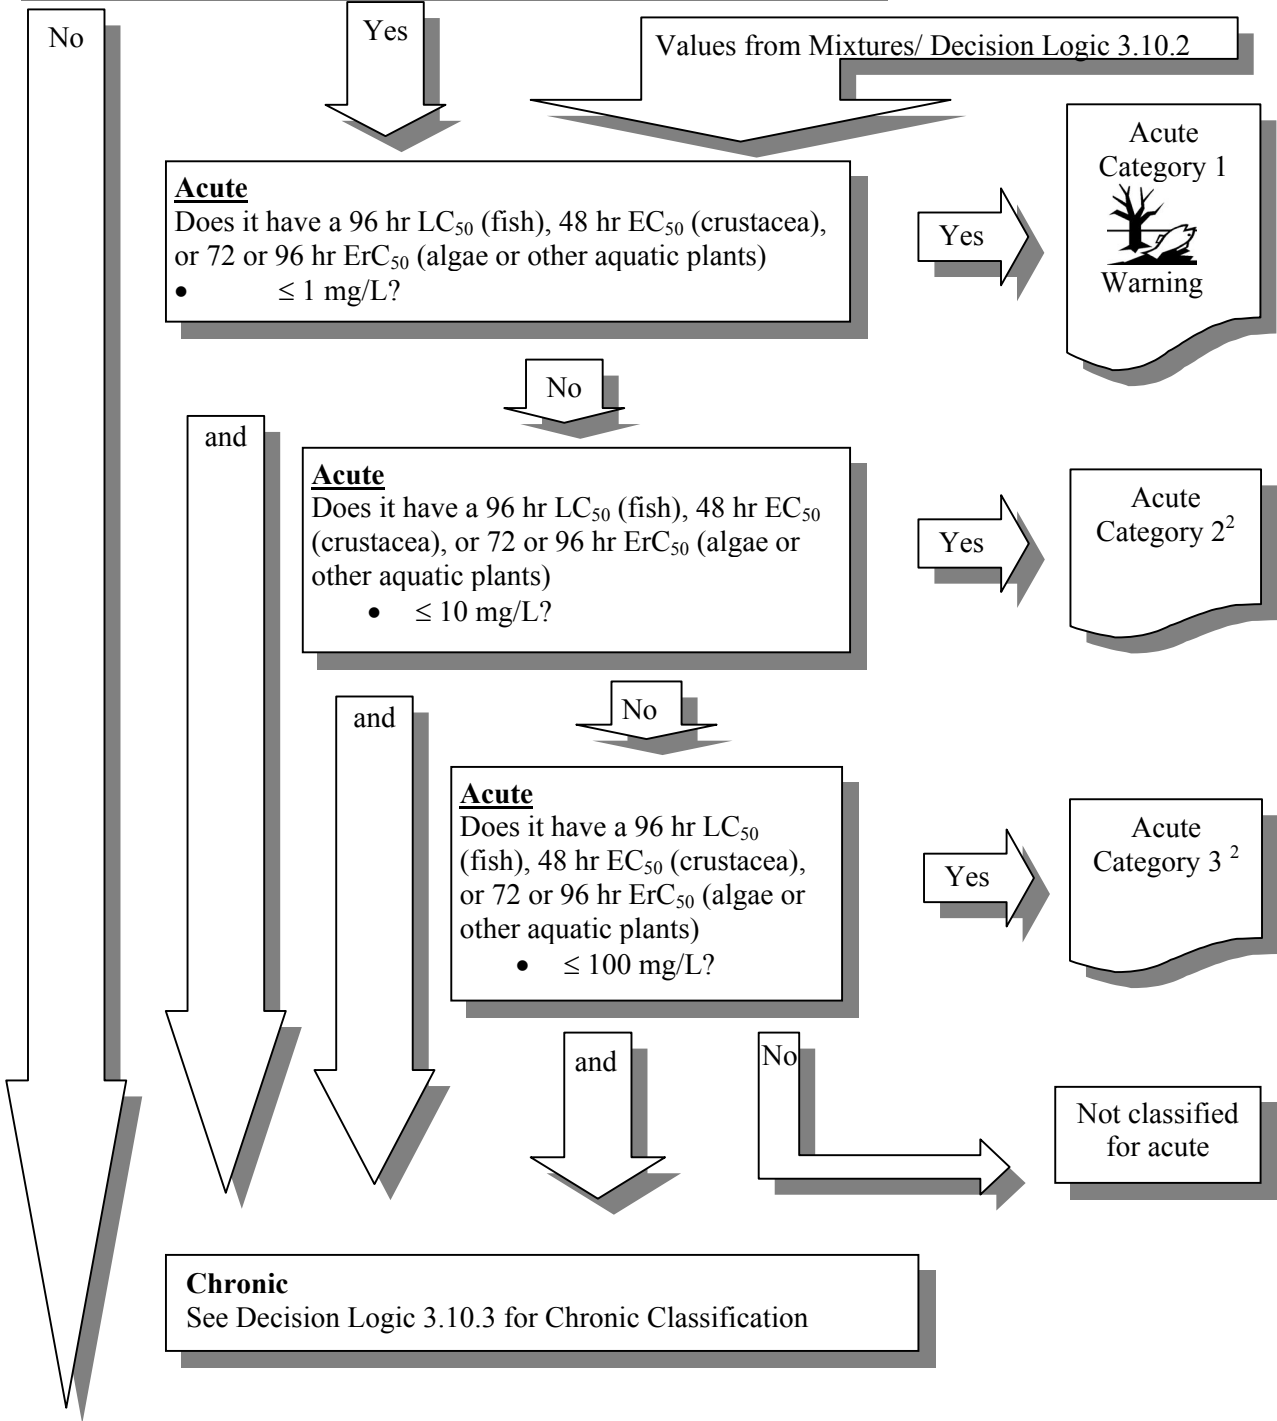 No
Yes
Values from Mixtures/ Decision Logic 3.10.2
Acute
Does it have a 96 hr LC50 (fish), 48 hr EC50 (crustacea),
or 72 or 96 hr ErC50 (algae or other aquatic plants)
• ≤ 1 mg/L?
Yes
Acute
Category 1
Warning
No
and
Acute
Does it have a 96 hr LC50 (fish), 48 hr EC50
(crustacea), or 72 or 96 hr ErC50 (algae or
other aquatic plants)
• ≤ 10 mg/L?
Yes
Acute
Category 2²
No
and
Acute
Does it have a 96 hr LC50
(fish), 48 hr EC50 (crustacea),
or 72 or 96 hr ErC50 (algae or
other aquatic plants)
• ≤ 100 mg/L?
Yes
Acute
Category 3 ²
and
No
Not classified
for acute
Chronic
See Decision Logic 3.10.3 for Chronic Classification